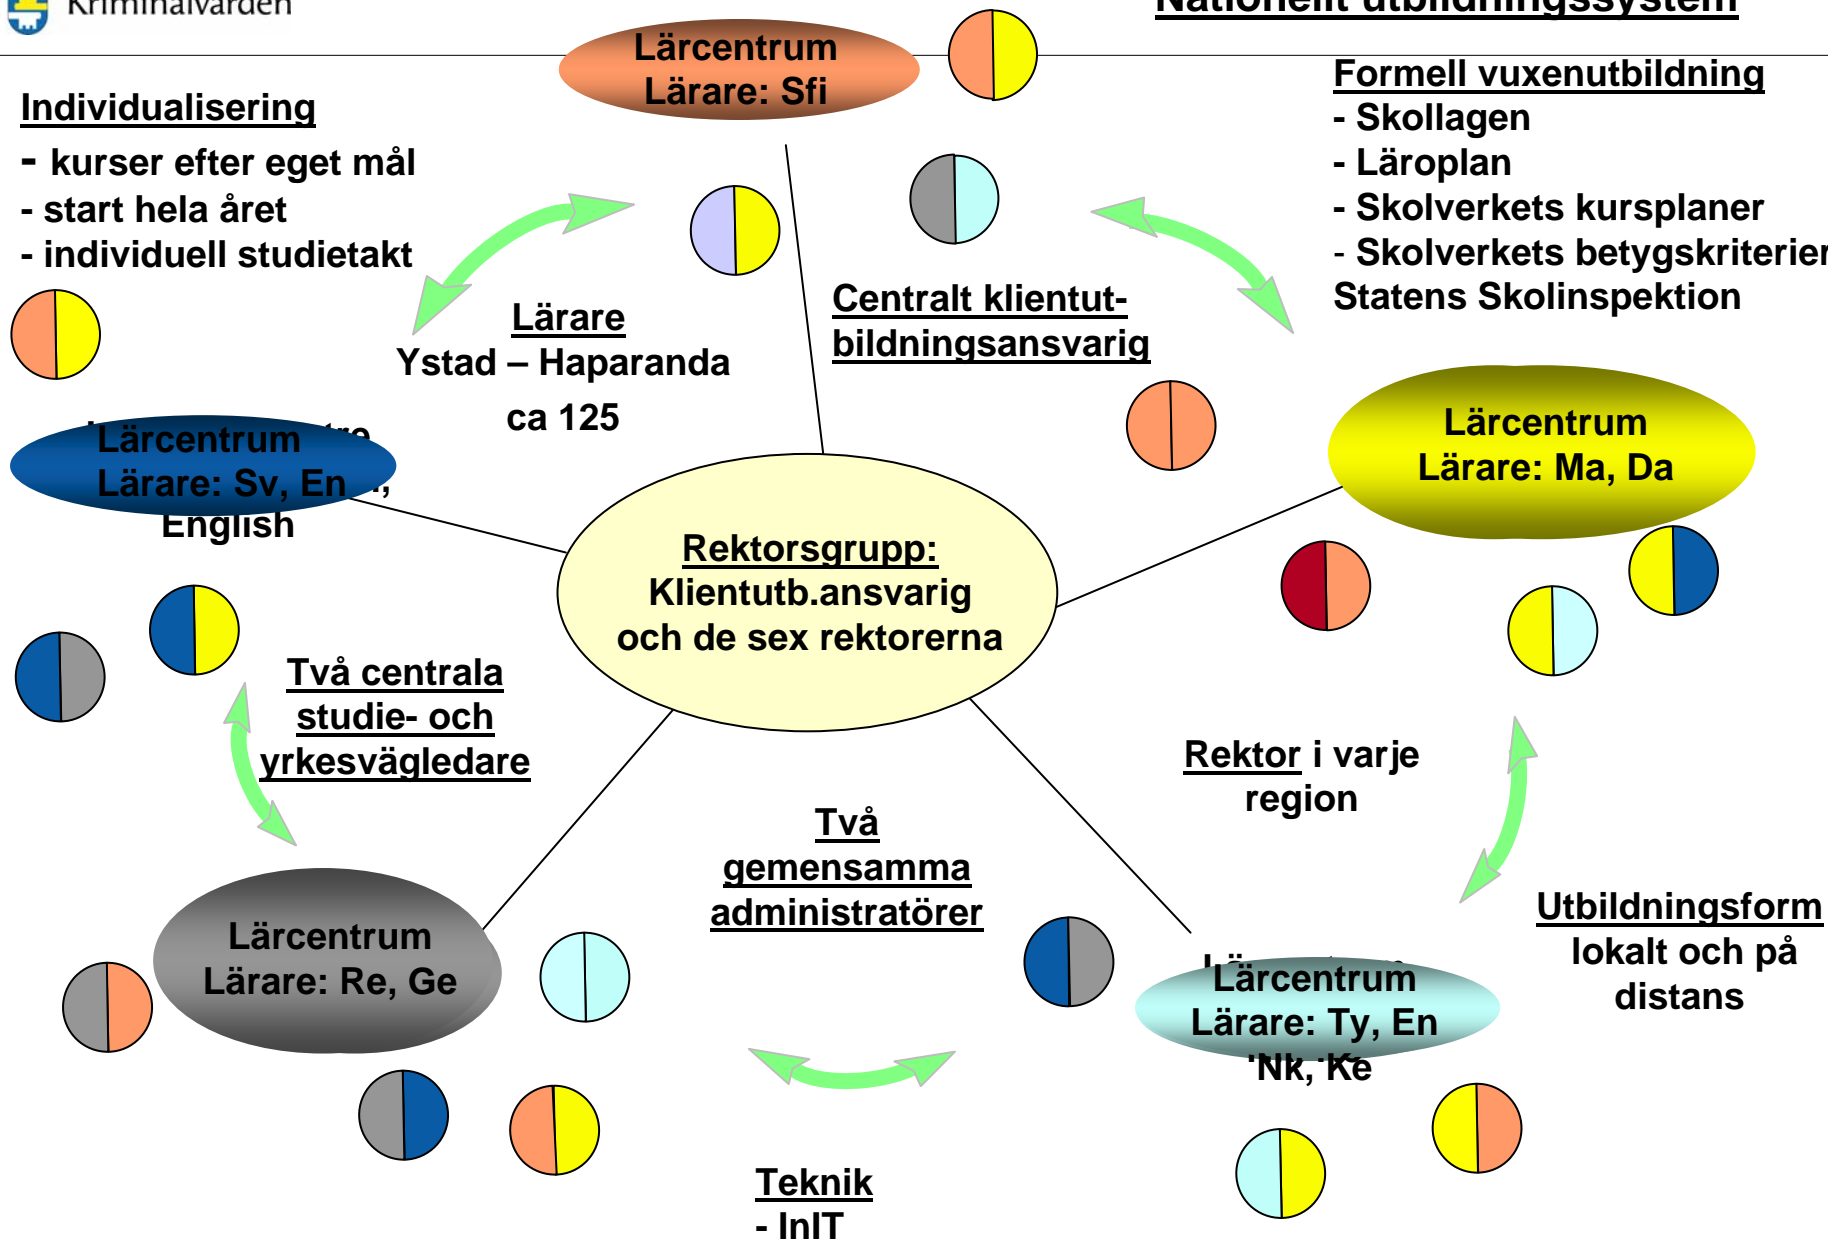 Kriminalvården
Nationellt utbildningssystem
Lärcentrum
Lärare: Sfi
Individualisering
- kurser efter eget mål
- start hela året
- individuell studietakt
Formell vuxenutbildning
- Skollagen
- Läroplan
- Skolverkets kursplaner
- Skolverkets betygskriterier
Statens Skolinspektion
Lärare
Ystad – Haparanda
ca 125
Centralt klientut-
bildningsansvarig
Lärcentrum
Lärare: Sv, En
English
Lärcentrum
Lärare: Ma, Da
Rektorsgrupp:
Klientutb.ansvarig
och de sex rektorerna
Två centrala
studie- och
yrkesvägledare
Rektor i varje
region
Två
gemensamma
administratörer
Lärcentrum
Lärare: Re, Ge
Lärcentrum
Lärare: Ty, En
Nk, Ke
Utbildningsform
lokalt och på
distans
Teknik
- InIT